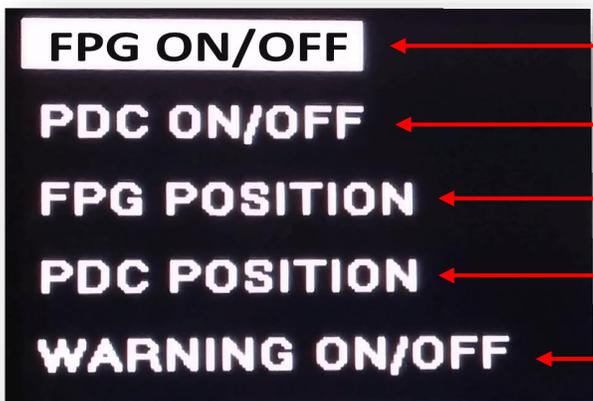 FPG ON/OFF
PDC ON/OFF
FPG POSITION
PDC POSITION
WARNING ON/OFF